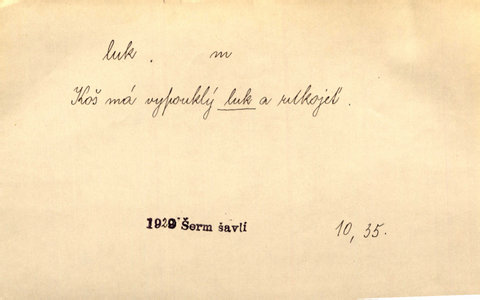 luk. m
Koš má vypouklý luk a rukojeť.
1929 Šerm šavlí
10, 35.